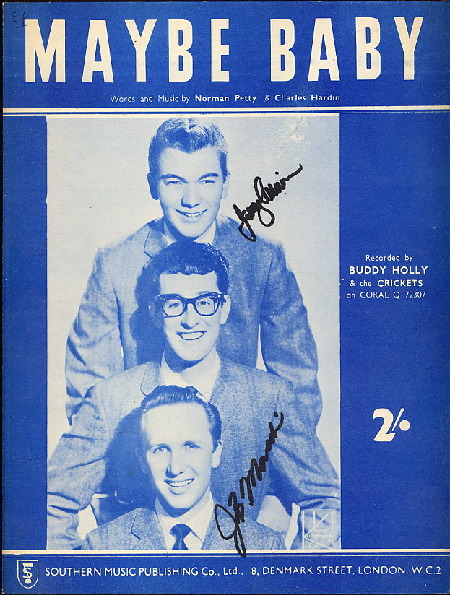 MAYBE BABY
Words and Music by Norman Petty & Charles Hardin
Recorded by
BUDDY HOLLY
& the CRICKETS
on CORAL Q 72307
2/-
SOUTHERN MUSIC PUBLISHING Co., Ltd., 8, DENMARK STREET, LONDON. W.C.2